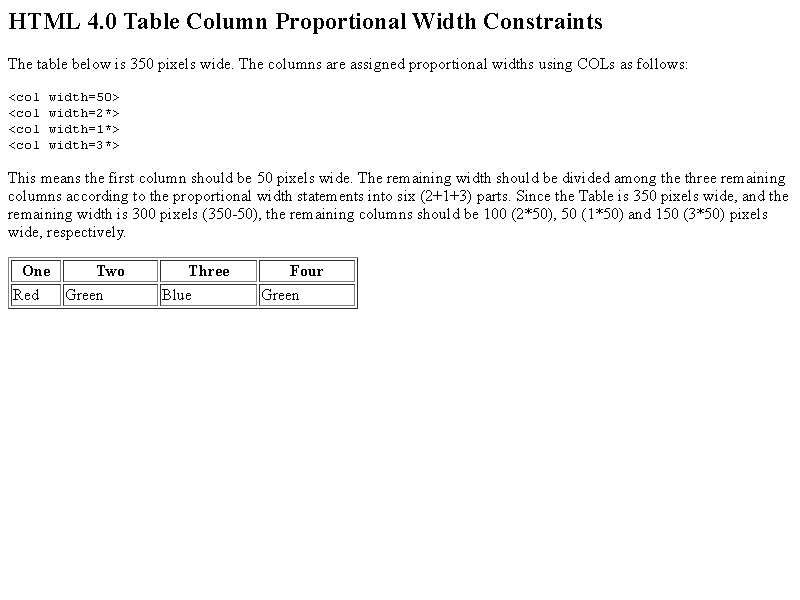 HTML 4.0 Table Column Proportional Width Constraints
The table below is 350 pixels wide. The columns are assigned proportional widths using COLs as follows:
<col width=50>
<col width=2*>
<col width=1*>
<col width=3*>
This means the first column should be 50 pixels wide. The remaining width should be divided among the three remaining
columns according to the proportional width statements into six (2+1+3) parts. Since the Table is 350 pixels wide, and the
remaining width is 300 pixels (350-50), the remaining columns should be 100 (2*50), 50 (1*50) and 150 (3*50) pixels
wide, respectively.
One Two Three Four
Red Green Blue Green